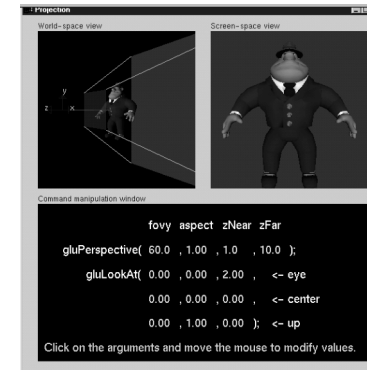 Projection
World-space view
Screen-space view
y
z
x
Command manipulation window
fovy aspect zNear zFar
gluPerspective( 60.0 , 1.00 , 1.0 , 10.0 );
gluLookAt( 0.00 , 0.00 , 2.00 , <- eye
0.00 , 0.00 , 0.00 , <- center
0.00 , 1.00 , 0.00 ); <- up
Click on the arguments and move the mouse to modify values.